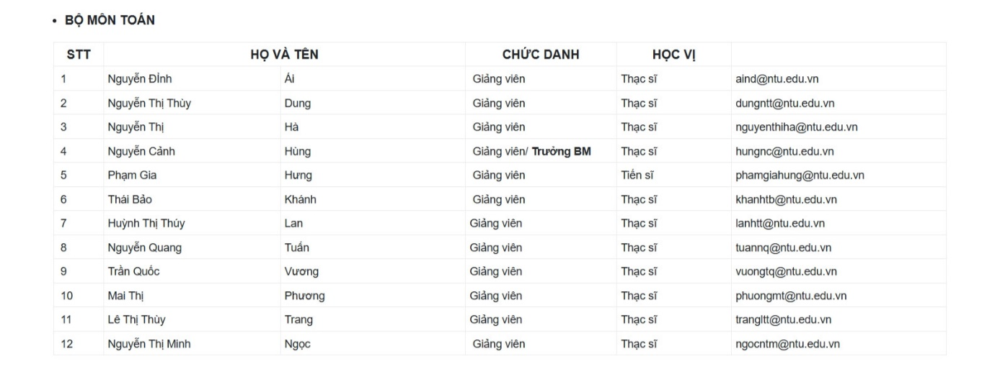 • BỘ MÔN TOÁN
STT HỌ VÀ TÊN CHỨC DANH HỌC VỊ
1 Nguyễn ĐÌnh Ái Giảng viên Thạc sĩ aind@ntu.edu.vn
2 Nguyễn Thị Thùy Dung Giảng viên Thạc sĩ dungntt@ntu.edu.vn
3 Nguyễn Thị Hà Giảng viên Thạc sĩ nguyenthiha@ntu.edu.vn
4 Nguyễn Cảnh Hùng Giảng viên/ Trưởng BM Thạc sĩ hungnc@ntu.edu.vn
5 Phạm Gia Hưng Giảng viên Tiến sĩ phamgiahung@ntu.edu.vn
6 Thái Bảo Khánh Giảng viên Thạc sĩ khanhtb@ntu.edu.vn
7 Huỳnh Thị Thúy Lan Giảng viên Thạc sĩ lanhtt@ntu.edu.vn
8 Nguyễn Quang Tuấn Giảng viên Thạc sĩ tuannq@ntu.edu.vn
9 Trần Quốc Vương Giảng viên Thạc sĩ vuongtq@ntu.edu.vn
10 Mai Thị Phương Giảng viên Thạc sĩ phuongmt@ntu.edu.vn
11 Lê Thị Thùy Trang Giảng viên Thạc sĩ trangltt@ntu.edu.vn
12 Nguyễn Thị Minh Ngọc Giảng viên Thạc sĩ ngocntm@ntu.edu.vn